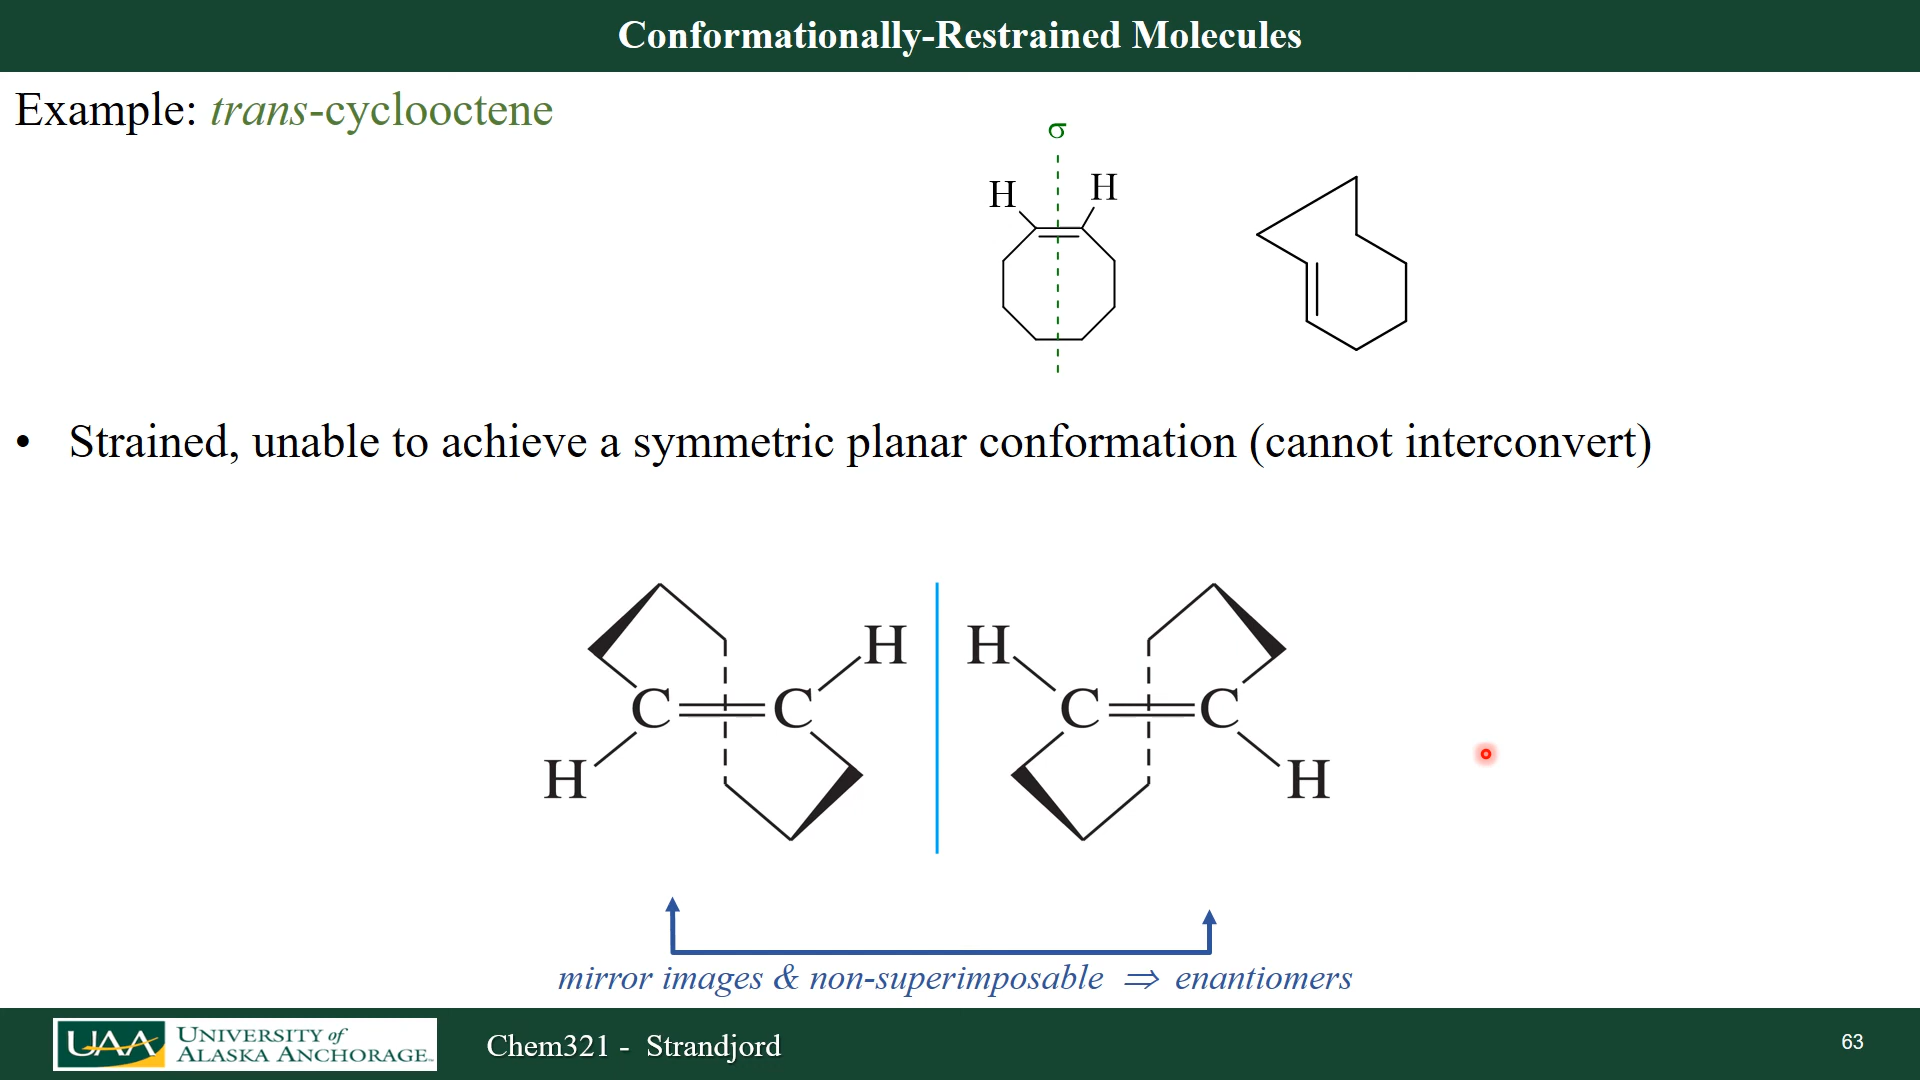 Conformationally-Restrained Molecules
Example: trans-cyclooctene
σ
H H
• Strained, unable to achieve a symmetric planar conformation (cannot interconvert)
H H
C C C C
H H
mirror images & non-superimposable ⇒ enantiomers
UAA UNIVERSITY of
ALASKA ANCHORAGE™
Chem321 - Strandjord
63